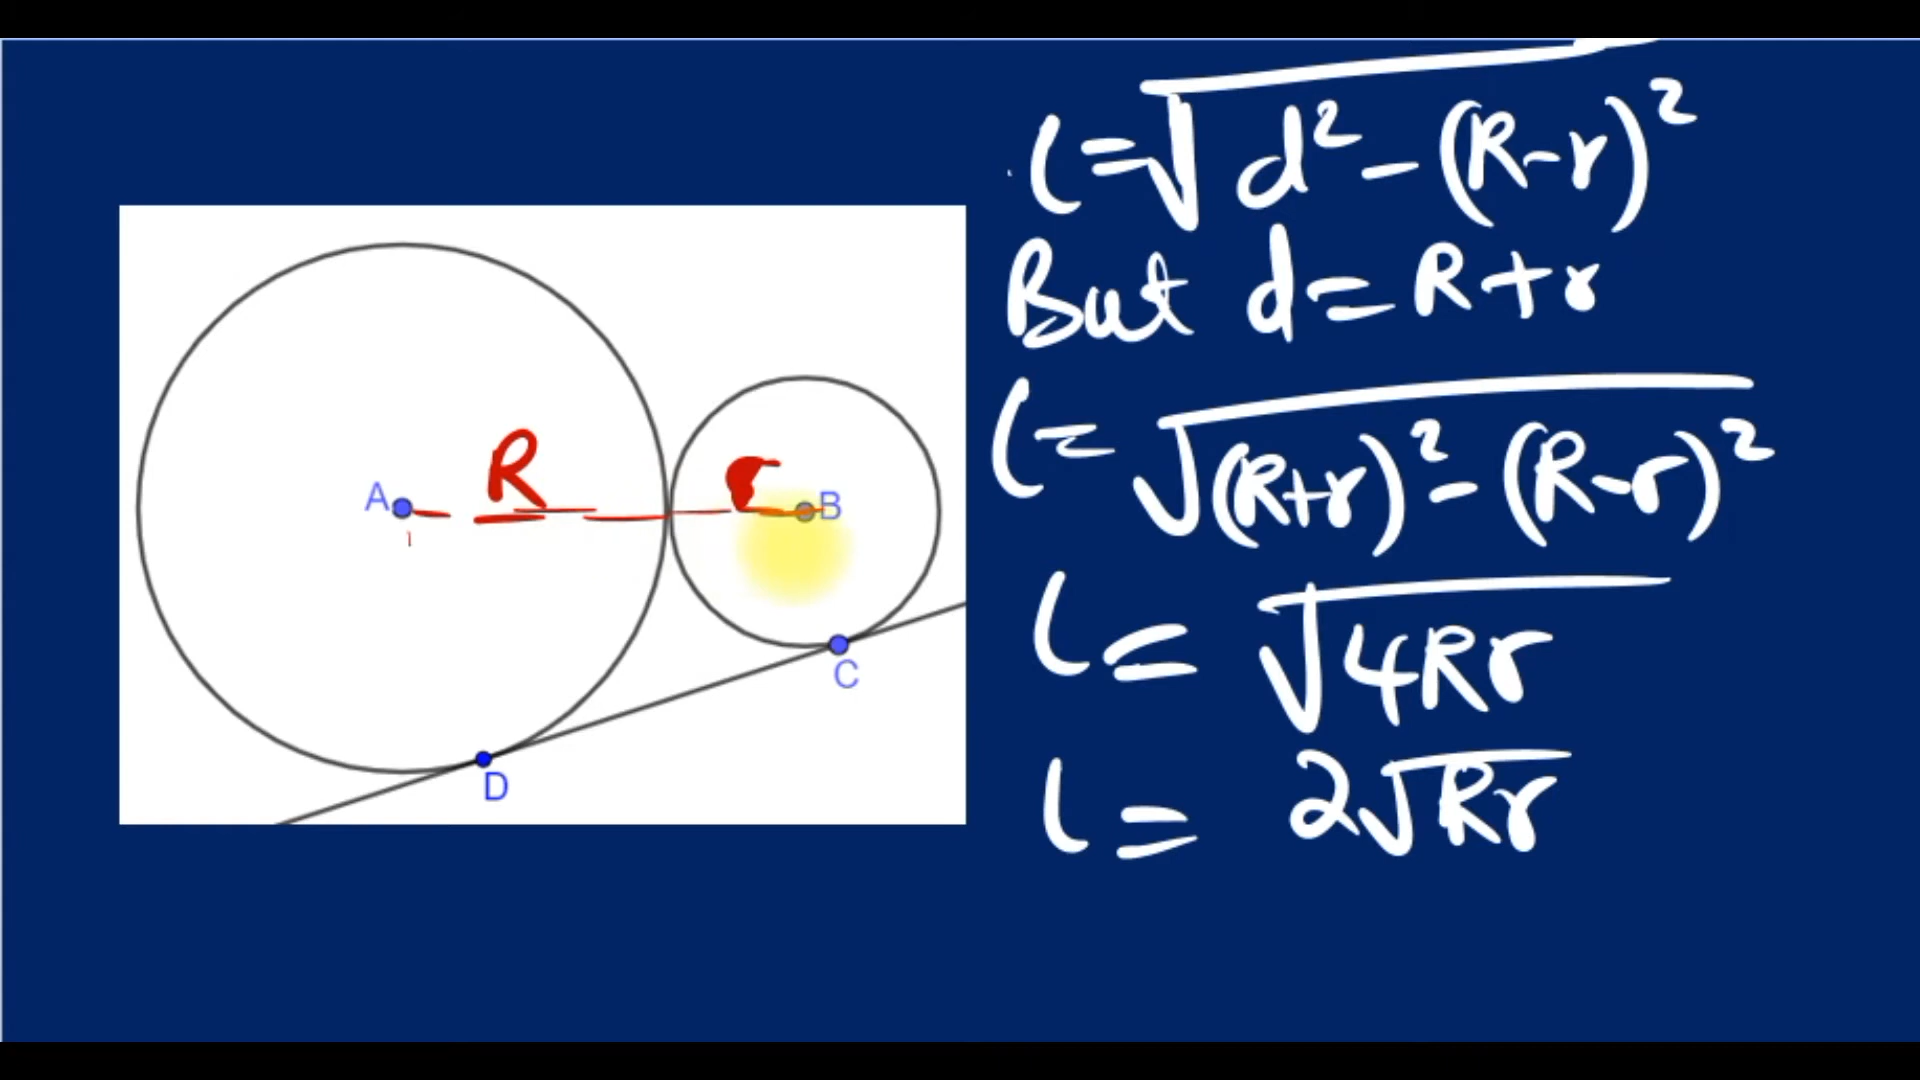 l=√d²-(R-r)²
But d=R+r
l=√(R+r)²-(R-r)²
l=√4Rr
l=2√Rr
R
r
A
B
C
D